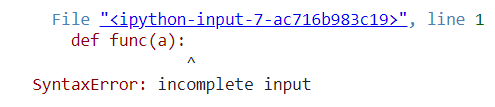 File "<ipython-input-7-ac716b983c19>", line 1
def func(a):
^
SyntaxError: incomplete input